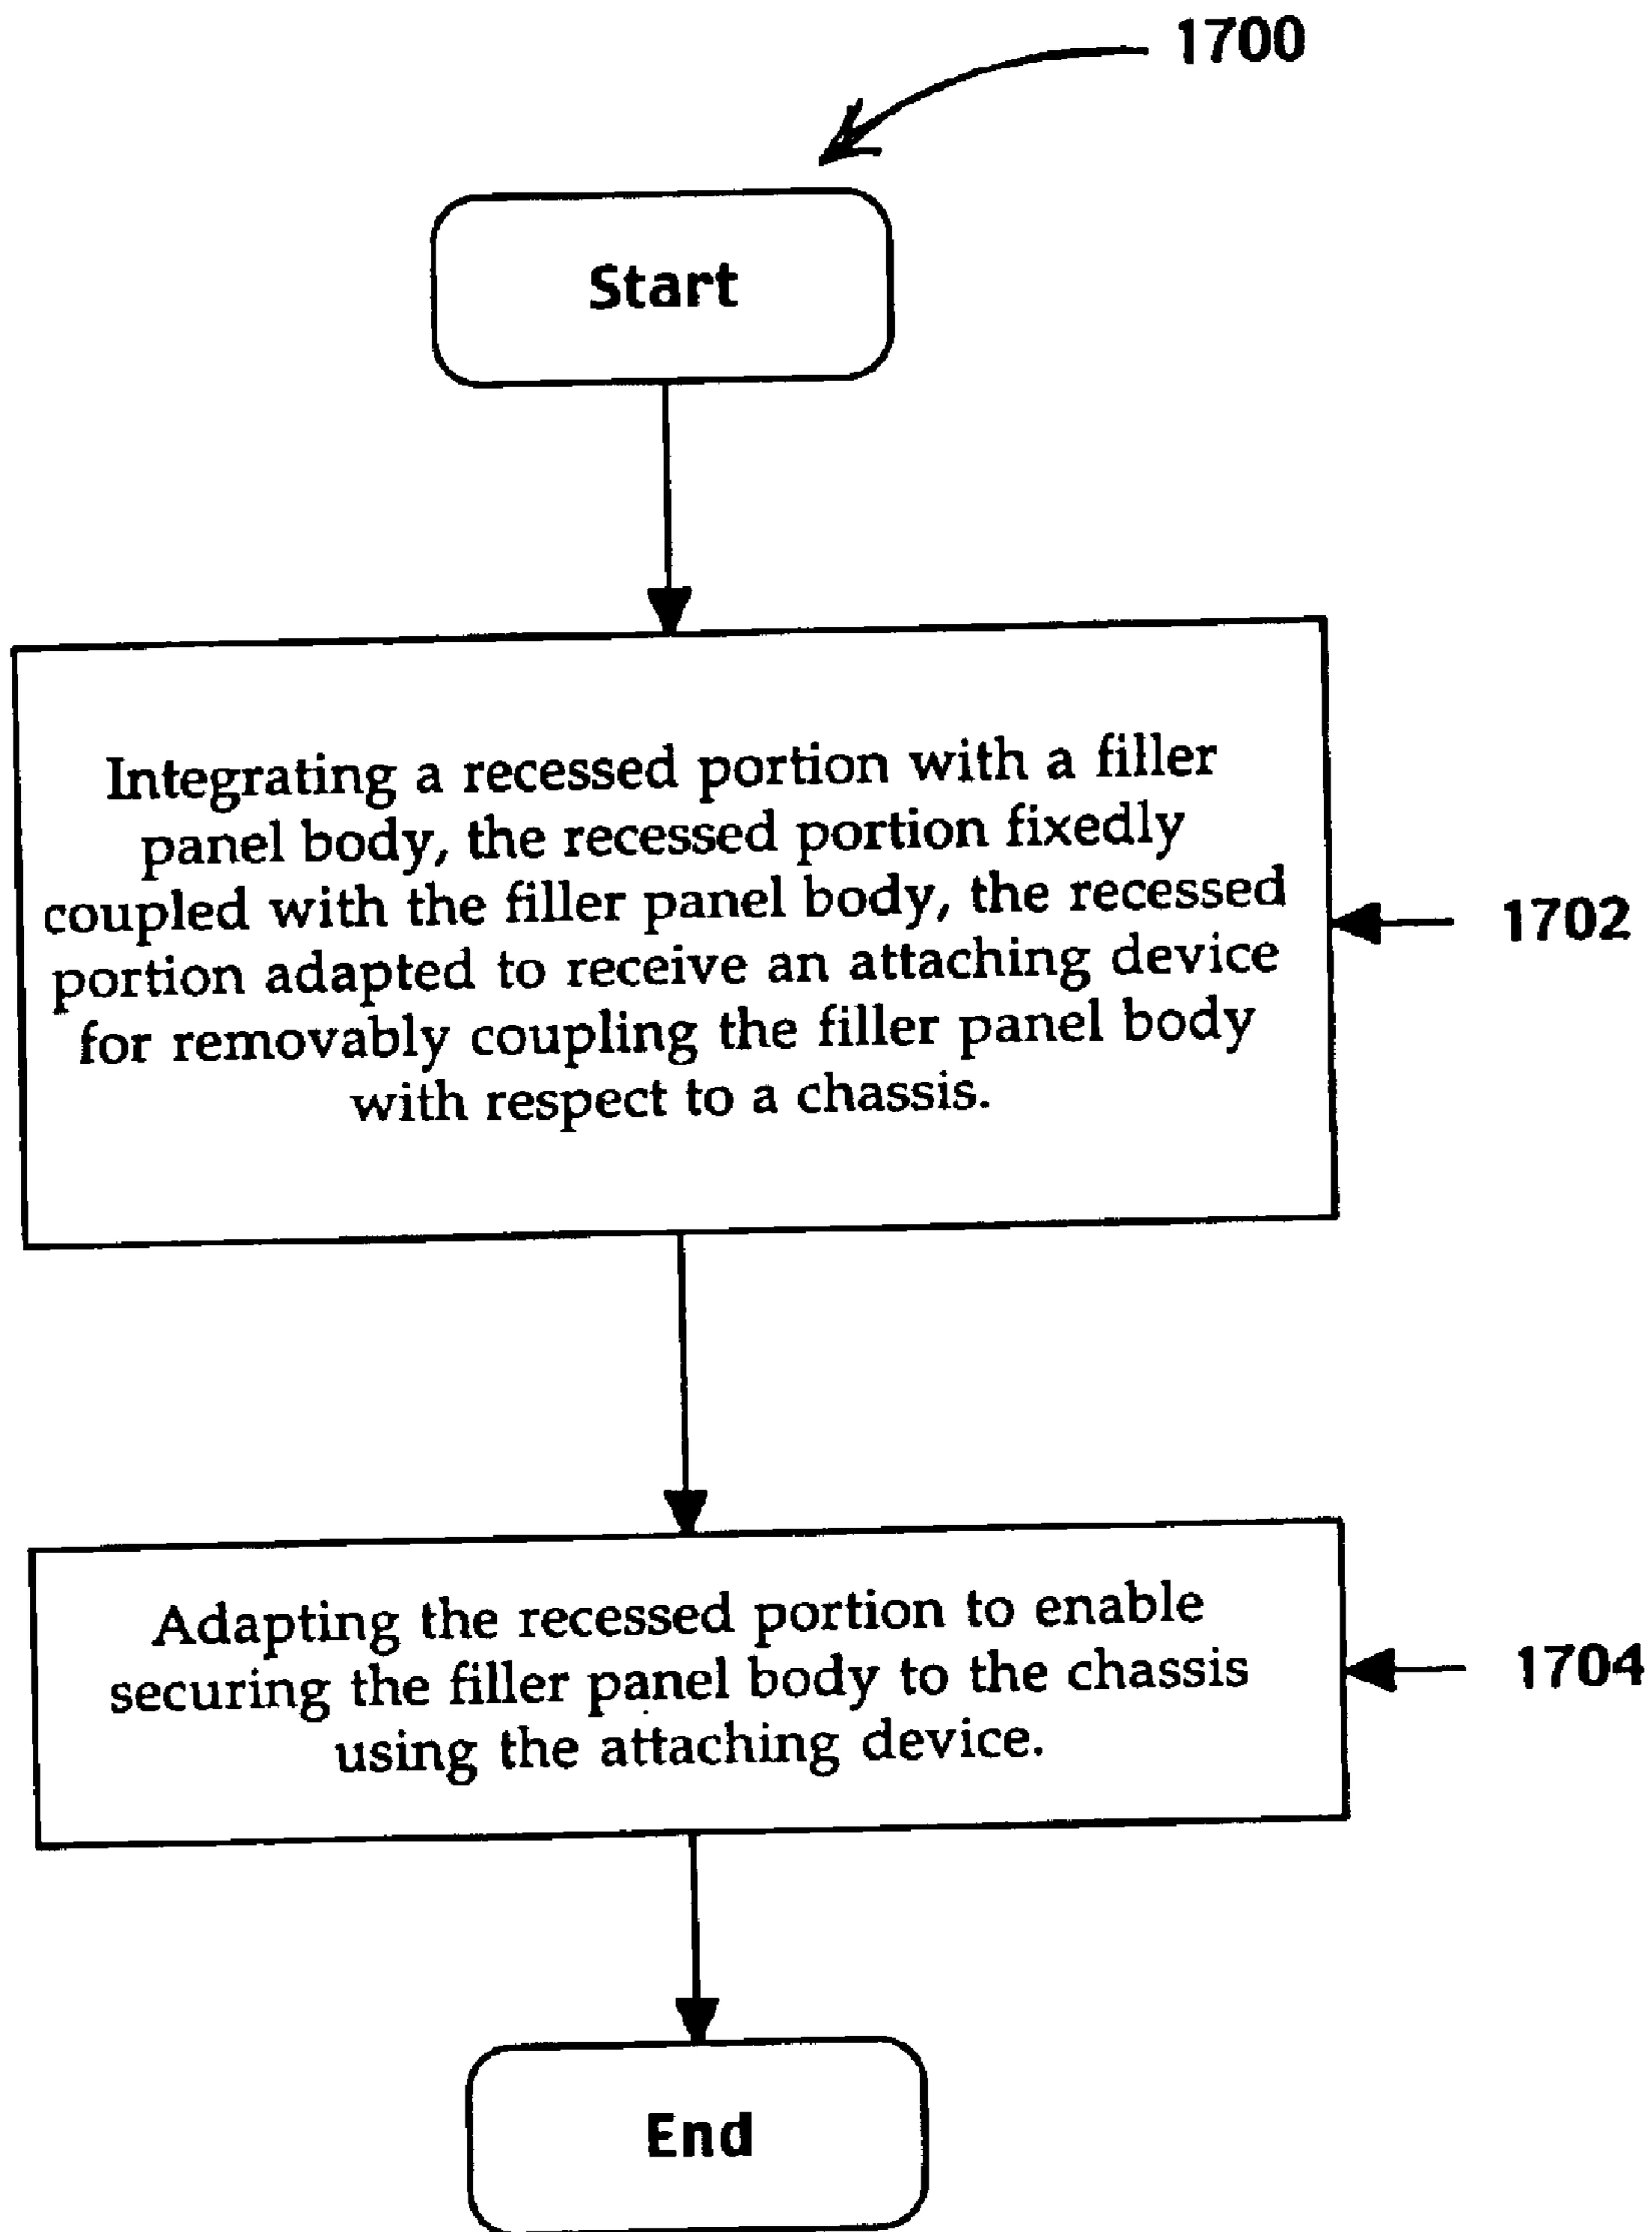 1700
Start
Integrating a recessed portion with a filler
panel body, the recessed portion fixedly
coupled with the filler panel body, the recessed
portion adapted to receive an attaching device
for removably coupling the filler panel body
with respect to a chassis.
1702
Adapting the recessed portion to enable
securing the filler panel body to the chassis
using the attaching device.
1704
End